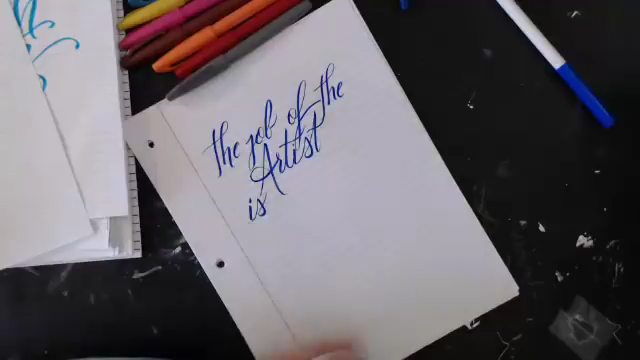 the job of the
Artist
is